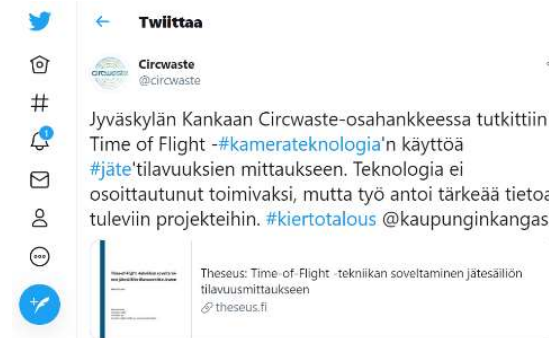 Twiittaa
Circwaste
@circwaste
Jyväskylän Kankaan Circwaste-osahankkeessa tutkittiin
Time of Flight -#kamerateknologia'n käyttöä
#jäte'tilavuuksien mittaukseen. Teknologia ei
osoittautunut toimivaksi, mutta työ antoi tärkeää tietoa
tuleviin projekteihin. #kiertotalous @kaupunginkangas
Theseus: Time-of-Flight -tekniikan soveltaminen jätesäiliön
tilavuusmittaukseen
theseus.fi